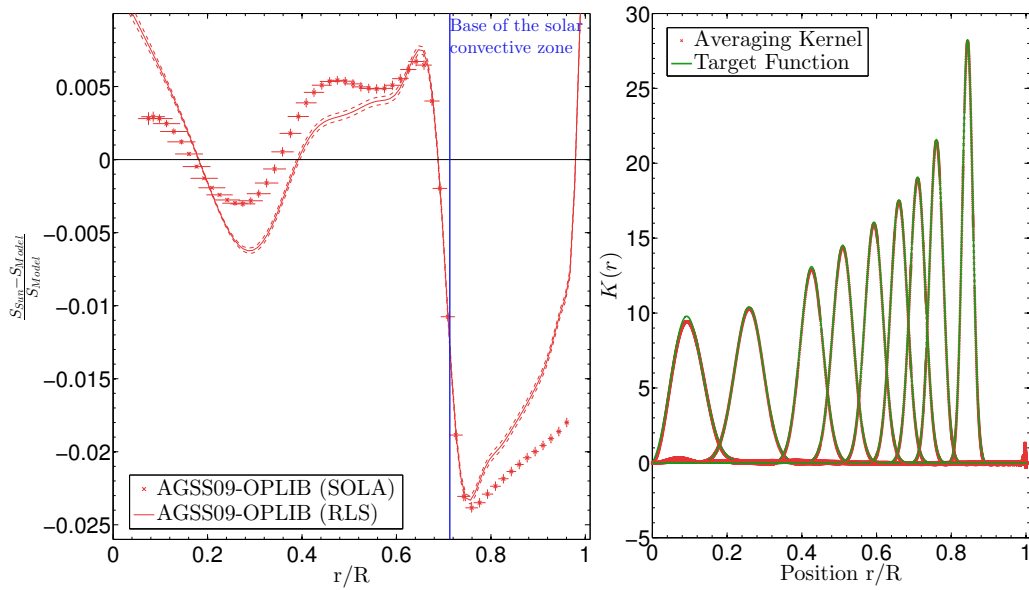 Base of the solar
convective zone
0.005
0
-0.005
-0.01
-0.015
-0.02
-0.025
S_Sun − S_Model
S_Model
AGSS09-OPLIB (SOLA)
AGSS09-OPLIB (RLS)
0 0.2 0.4 0.6 0.8 1
r/R
Averaging Kernel
Target Function
30
25
20
15
10
5
0
-5
K(r)
0 0.2 0.4 0.6 0.8 1
Position r/R